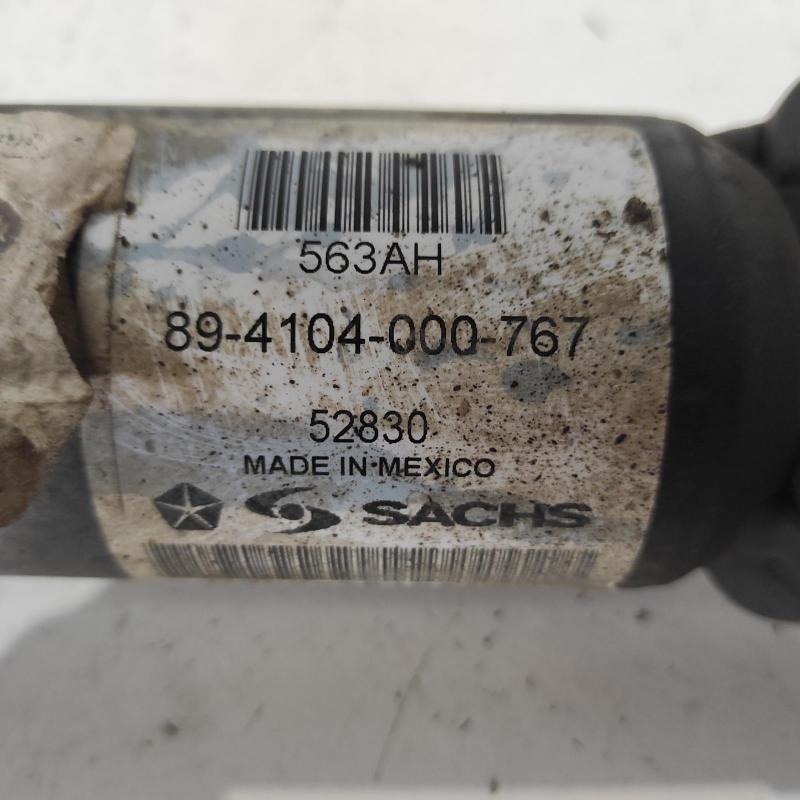 563AH
89-4104-000-767
52830
MADE IN MEXICO
SACHS